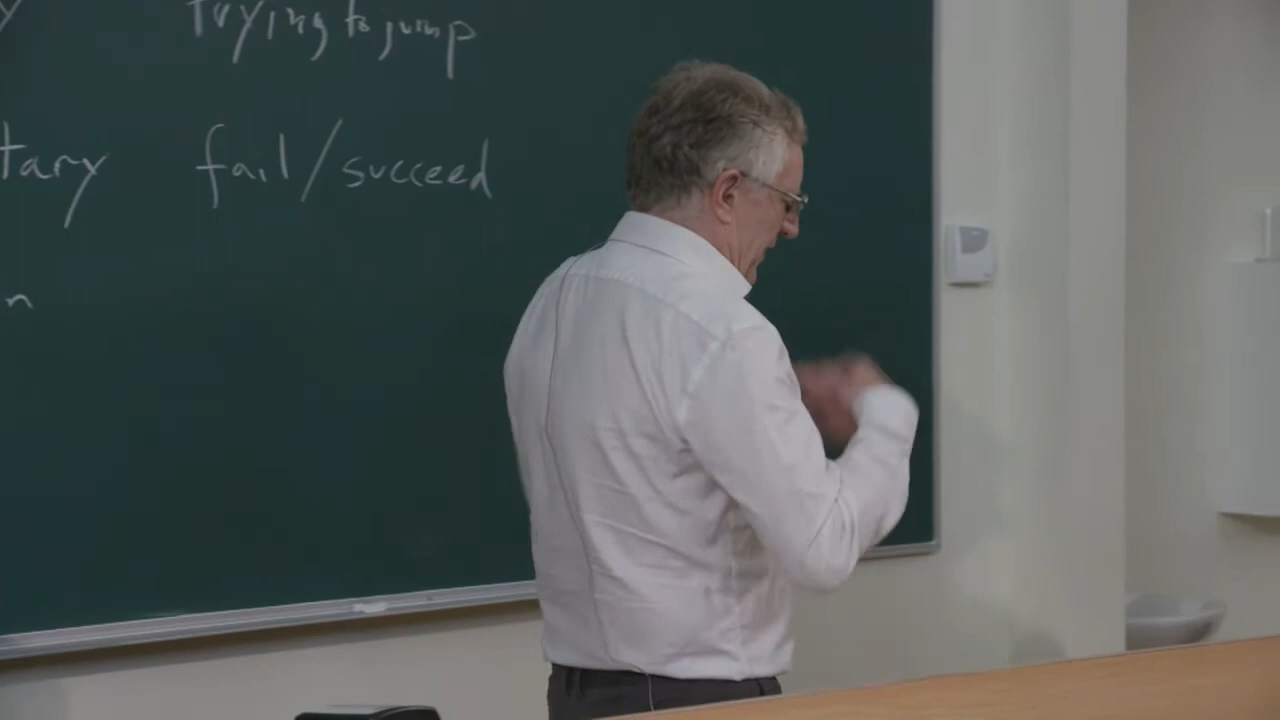 trying to jump
tary fail/succeed
n